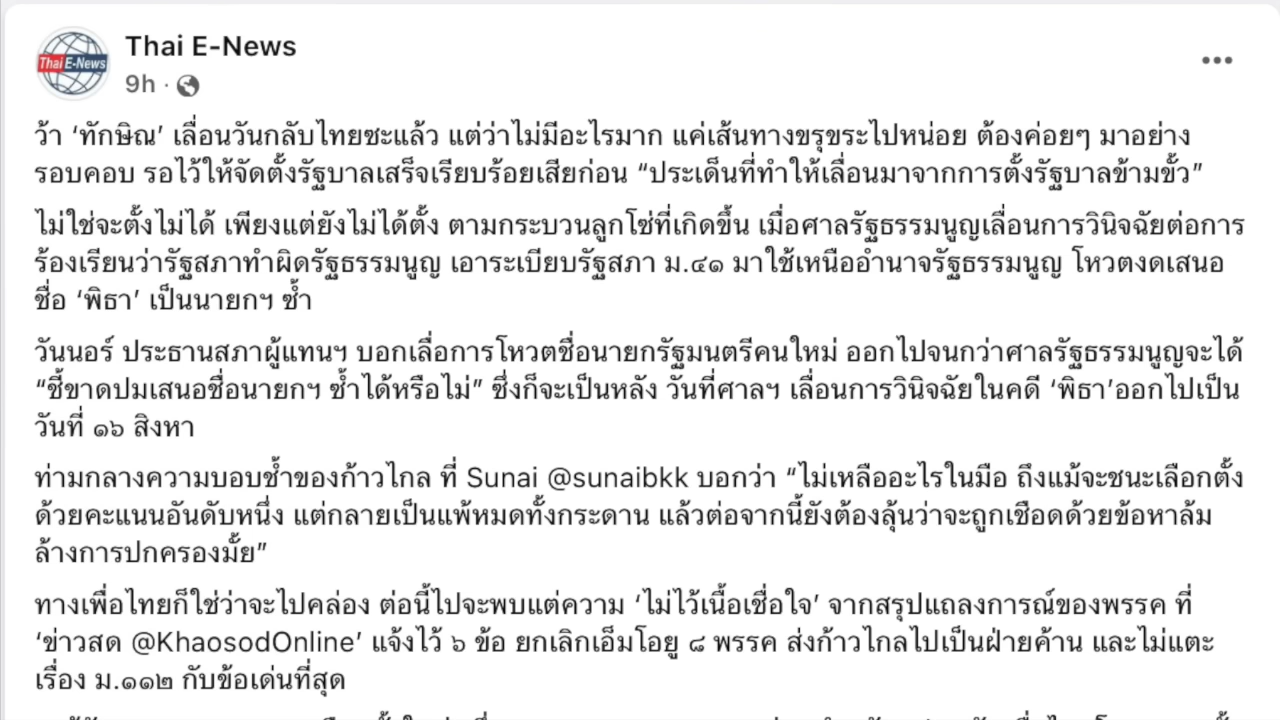 Thai E-News
Thai E-News
9h ·
ว้า ‘ทักษิณ’ เลื่อนวันกลับไทยซะแล้ว แต่ว่าไม่มีอะไรมาก แค่เส้นทางขรุขระไปหน่อย ต้องค่อยๆ มาอย่าง
รอบคอบ รอไว้ให้จัดตั้งรัฐบาลเสร็จเรียบร้อยเสียก่อน “ประเด็นที่ทำให้เลื่อนมาจากการตั้งรัฐบาลข้ามขั้ว”
ไม่ใช่จะตั้งไม่ได้ เพียงแต่ยังไม่ได้ตั้ง ตามกระบวนลูกโซ่ที่เกิดขึ้น เมื่อศาลรัฐธรรมนูญเลื่อนการวินิจฉัยต่อการ
ร้องเรียนว่ารัฐสภาทำผิดรัฐธรรมนูญ เอาระเบียบรัฐสภา ม.๔๑ มาใช้เหนืออำนาจรัฐธรรมนูญ โหวตงดเสนอ
ชื่อ ‘พิธา’ เป็นนายกฯ ซ้ำ
วันนอร์ ประธานสภาผู้แทนฯ บอกเลื่อการโหวตชื่อนายกรัฐมนตรีคนใหม่ ออกไปจนกว่าศาลรัฐธรรมนูญจะได้
“ชี้ขาดปมเสนอชื่อนายกฯ ซ้ำได้หรือไม่” ซึ่งก็จะเป็นหลัง วันที่ศาลฯ เลื่อนการวินิจฉัยในคดี ‘พิธา’ออกไปเป็น
วันที่ ๑๖ สิงหา
ท่ามกลางความบอบช้ำของก้าวไกล ที่ Sunai @sunaibkk บอกว่า “ไม่เหลืออะไรในมือ ถึงแม้จะชนะเลือกตั้ง
ด้วยคะแนนอันดับหนึ่ง แต่กลายเป็นแพ้หมดทั้งกระดาน แล้วต่อจากนี้ยังต้องลุ้นว่าจะถูกเชือดด้วยข้อหาล้ม
ล้างการปกครองมั้ย”
ทางเพื่อไทยก็ใช่ว่าจะไปคล่อง ต่อนี้ไปจะพบแต่ความ ‘ไม่ไว้เนื้อเชื่อใจ’ จากสรุปแถลงการณ์ของพรรค ที่
‘ข่าวสด @KhaosodOnline’ แจ้งไว้ ๖ ข้อ ยกเลิกเอ็มโอยู ๘ พรรค ส่งก้าวไกลไปเป็นฝ่ายค้าน และไม่แตะ
เรื่อง ม.๑๑๒ กับข้อเด่นที่สุด